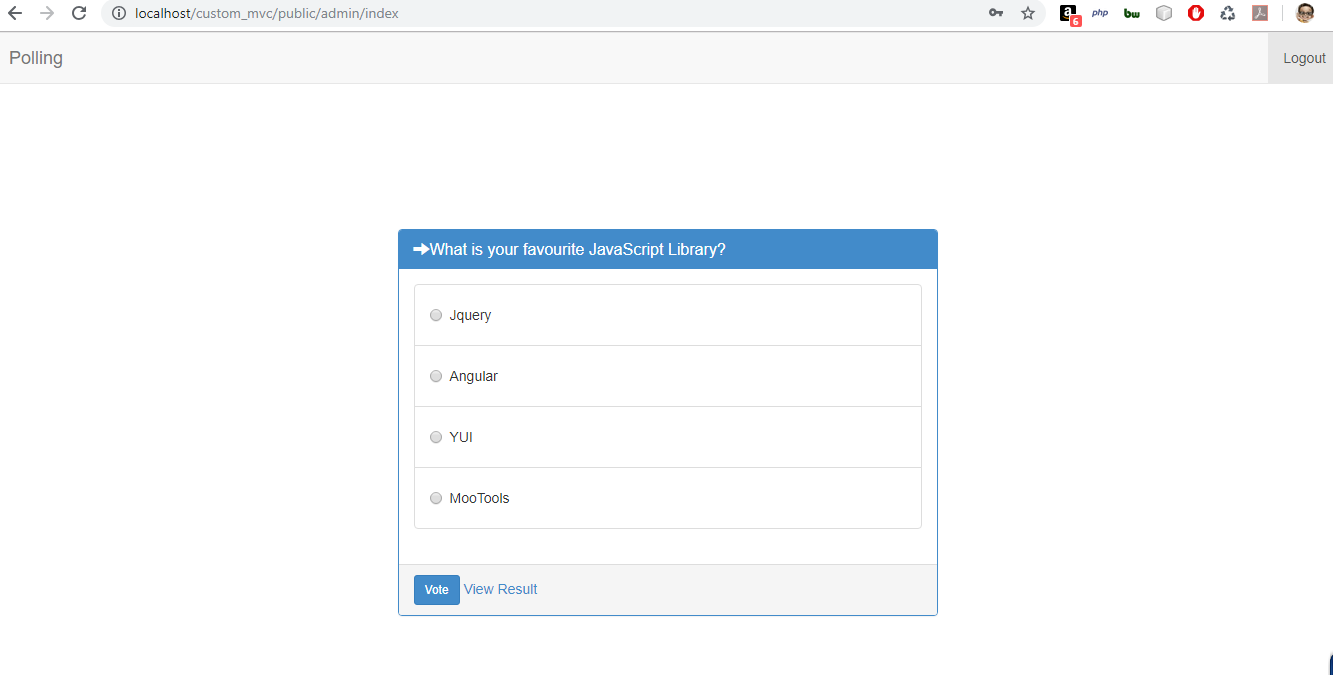 localhost/custom_mvc/public/admin/index
a
6
php
bw
Polling
Logout
What is your favourite JavaScript Library?
Jquery
Angular
YUI
MooTools
Vote View Result